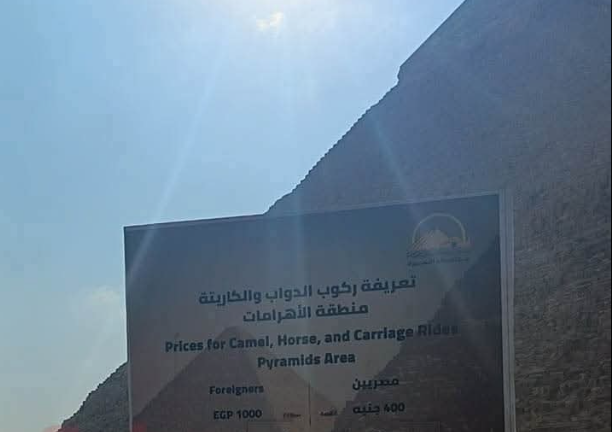 تعريفة ركوب الدواب والكاريتة
منطقة الأهرامات
Prices for Camel, Horse, and Carriage Rides
Pyramids Area
Foreigners مصريين
EGP 1000 400 جنيه